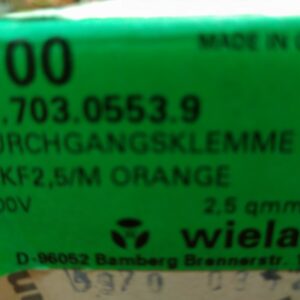 00 MADE IN
.703.0553.9
URCHGANGSKLEMME
KF2,5/M ORANGE
00V 2,5 qmm
wiela
D-96052 Bamberg Brennerstr.